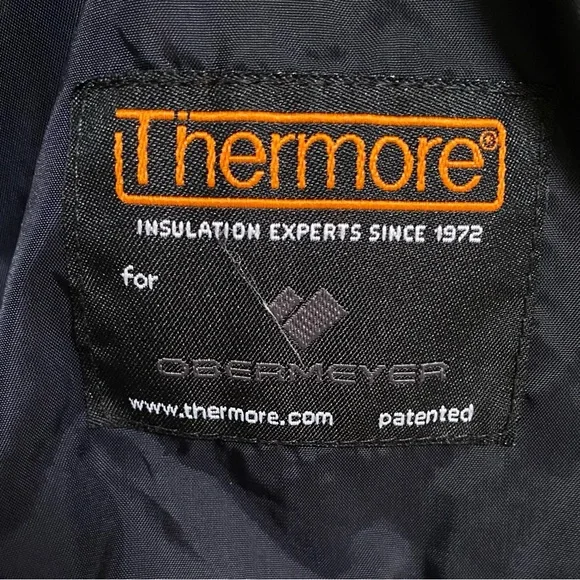 Thermore®
INSULATION EXPERTS SINCE 1972
for
OBERMEYER
www.thermore.com patented